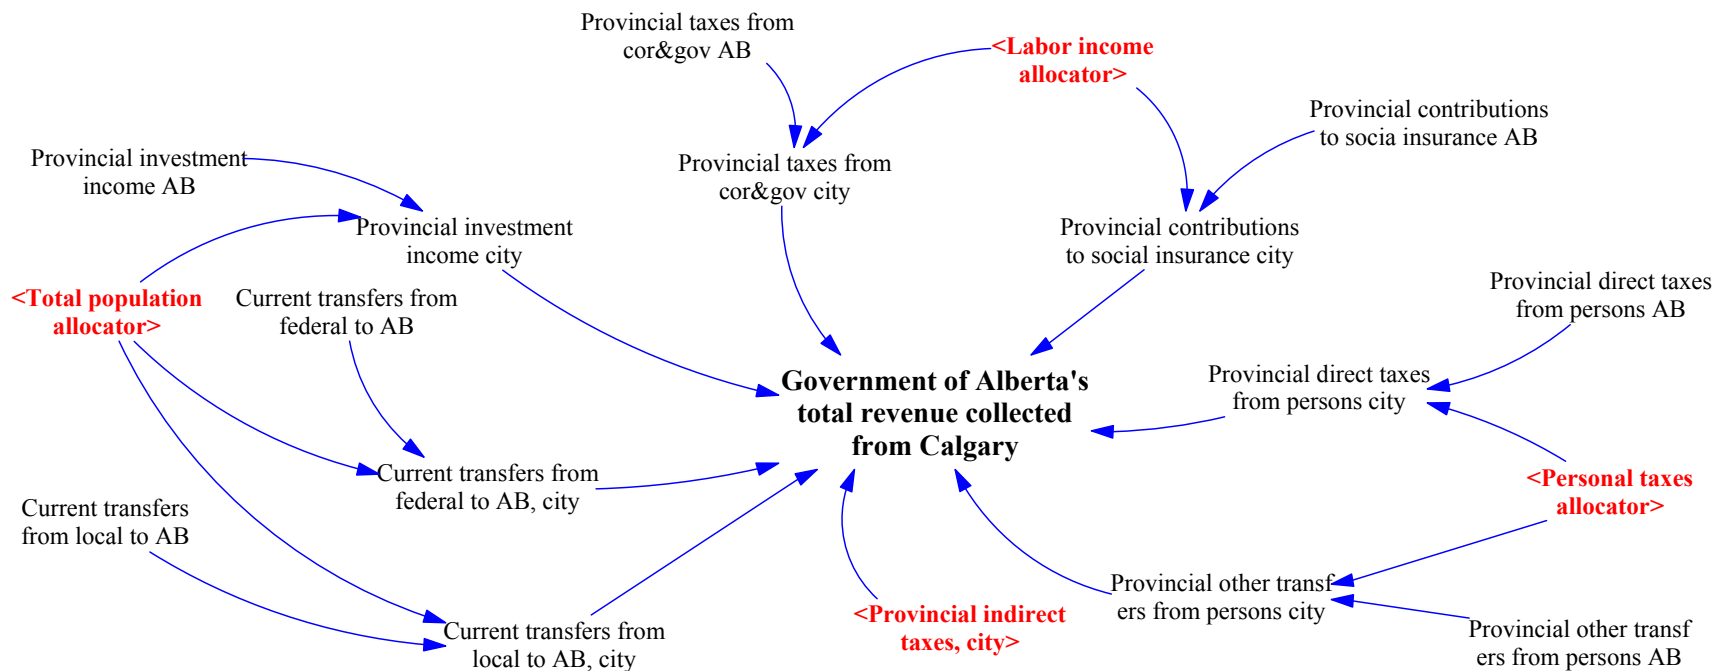 Provincial taxes from
cor&gov AB
<Labor income
allocator>
Provincial contributions
to socia insurance AB
Provincial investment
income AB
Provincial taxes from
cor&gov city
Provincial investment
income city
Provincial contributions
to social insurance city
<Total population
allocator>
Current transfers from
federal to AB
Provincial direct taxes
from persons AB
Government of Alberta's
total revenue collected
from Calgary
Provincial direct taxes
from persons city
Current transfers from
federal to AB, city
<Personal taxes
allocator>
Current transfers
from local to AB
Provincial other transf
ers from persons city
<Provincial indirect
taxes, city>
Current transfers from
local to AB, city
Provincial other transf
ers from persons AB